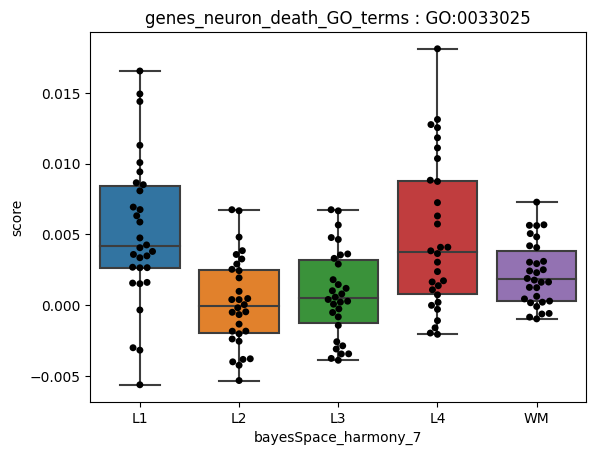 genes_neuron_death_GO_terms : GO:0033025
0.015
0.010
0.005
0.000
−0.005
score
L1 L2 L3 L4 WM
bayesSpace_harmony_7